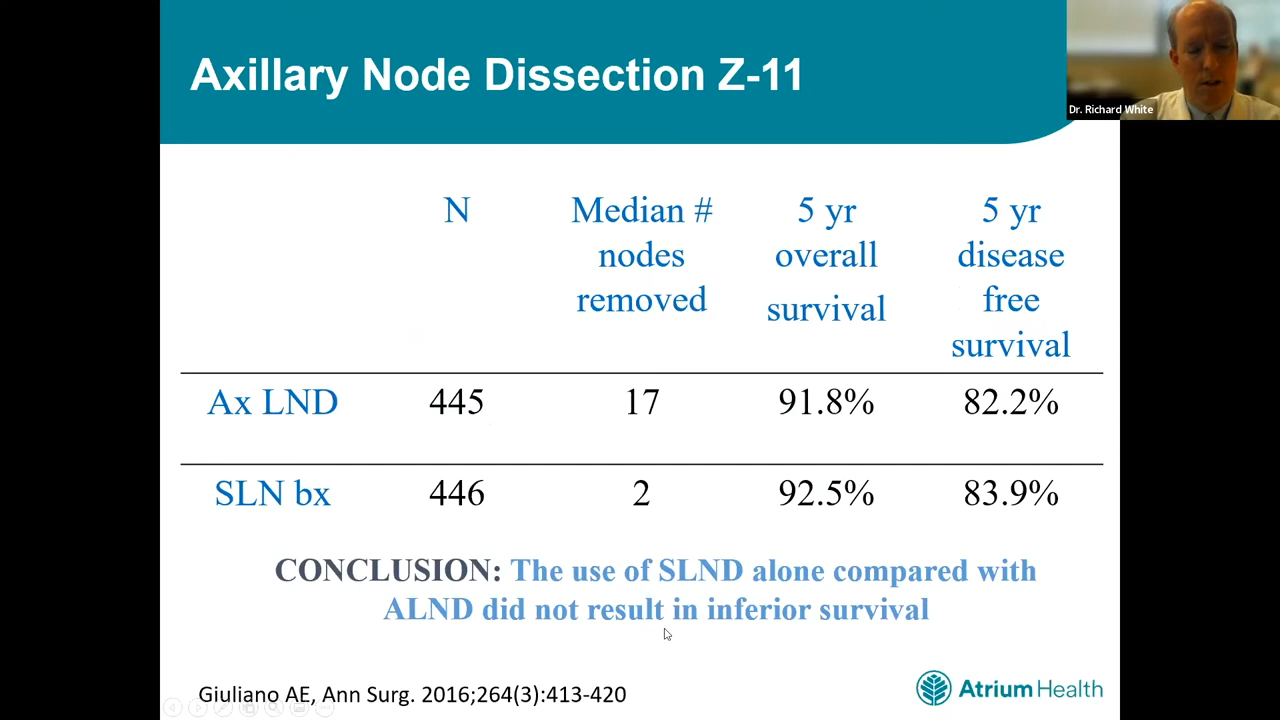 Axillary Node Dissection Z-11
Dr. Richard White
N
Median #
nodes
removed
5 yr
overall
survival
5 yr
disease
free
survival
Ax LND 445 17 91.8% 82.2%
SLN bx 446 2 92.5% 83.9%
CONCLUSION: The use of SLND alone compared with
ALND did not result in inferior survival
Giuliano AE, Ann Surg. 2016;264(3):413-420
Atrium Health